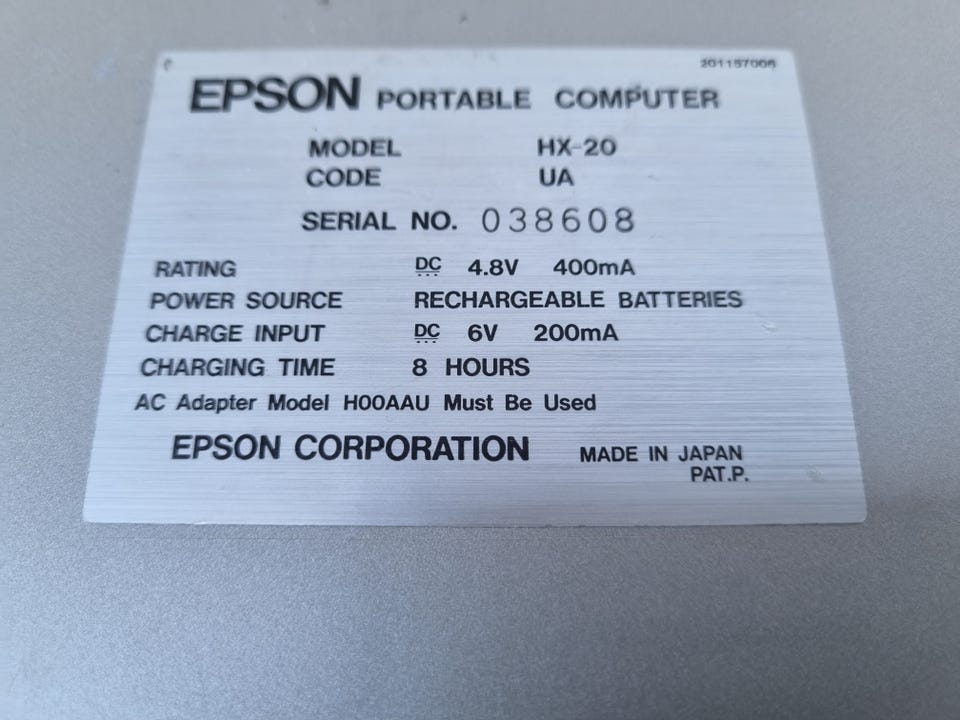 201157006
EPSON PORTABLE COMPUTER
MODEL HX-20
CODE UA
SERIAL NO. 038608
RATING DC 4.8V 400mA
POWER SOURCE RECHARGEABLE BATTERIES
CHARGE INPUT DC 6V 200mA
CHARGING TIME 8 HOURS
AC Adapter Model H00AAU Must Be Used
EPSON CORPORATION MADE IN JAPAN
PAT.P.